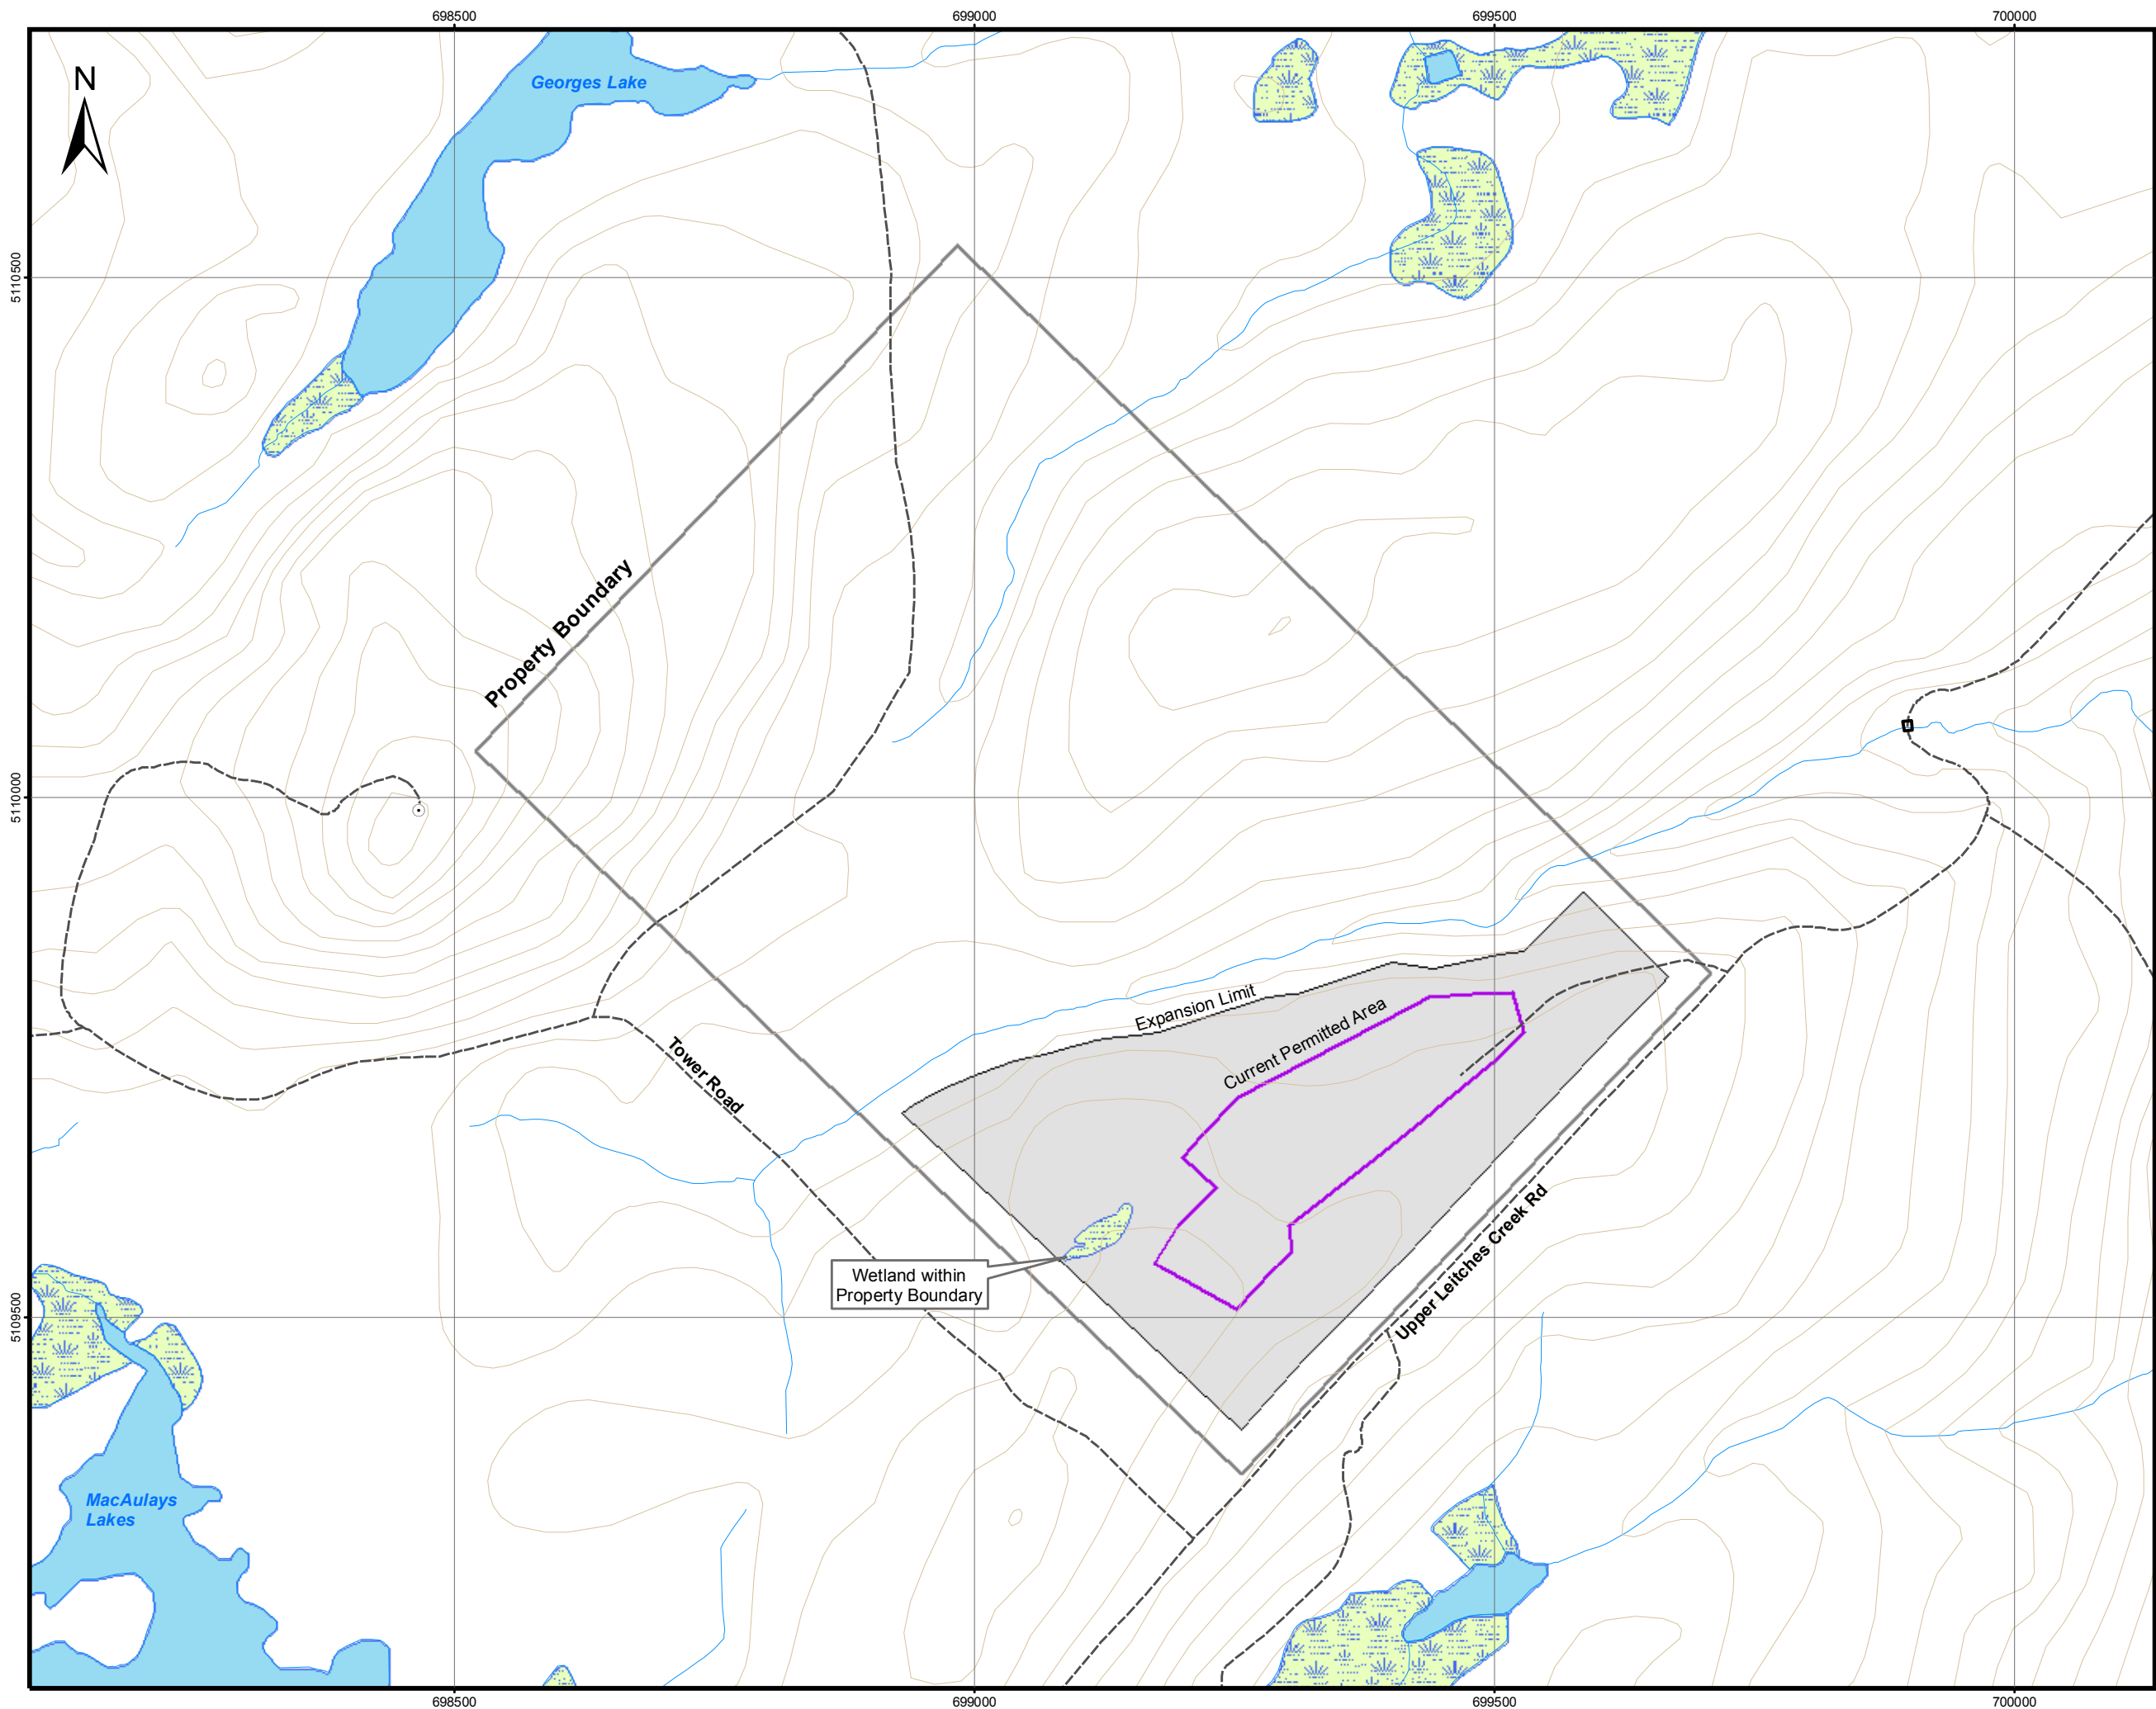 698500
699000
699500
700000
N
Georges Lake
5111500
5110000
5109500
Property Boundary
Expansion Limit
Current Permitted Area
Tower Road
Wetland within
Property Boundary
Upper Leitches Creek Rd
MacAulays
Lakes
698500
699000
699500
700000